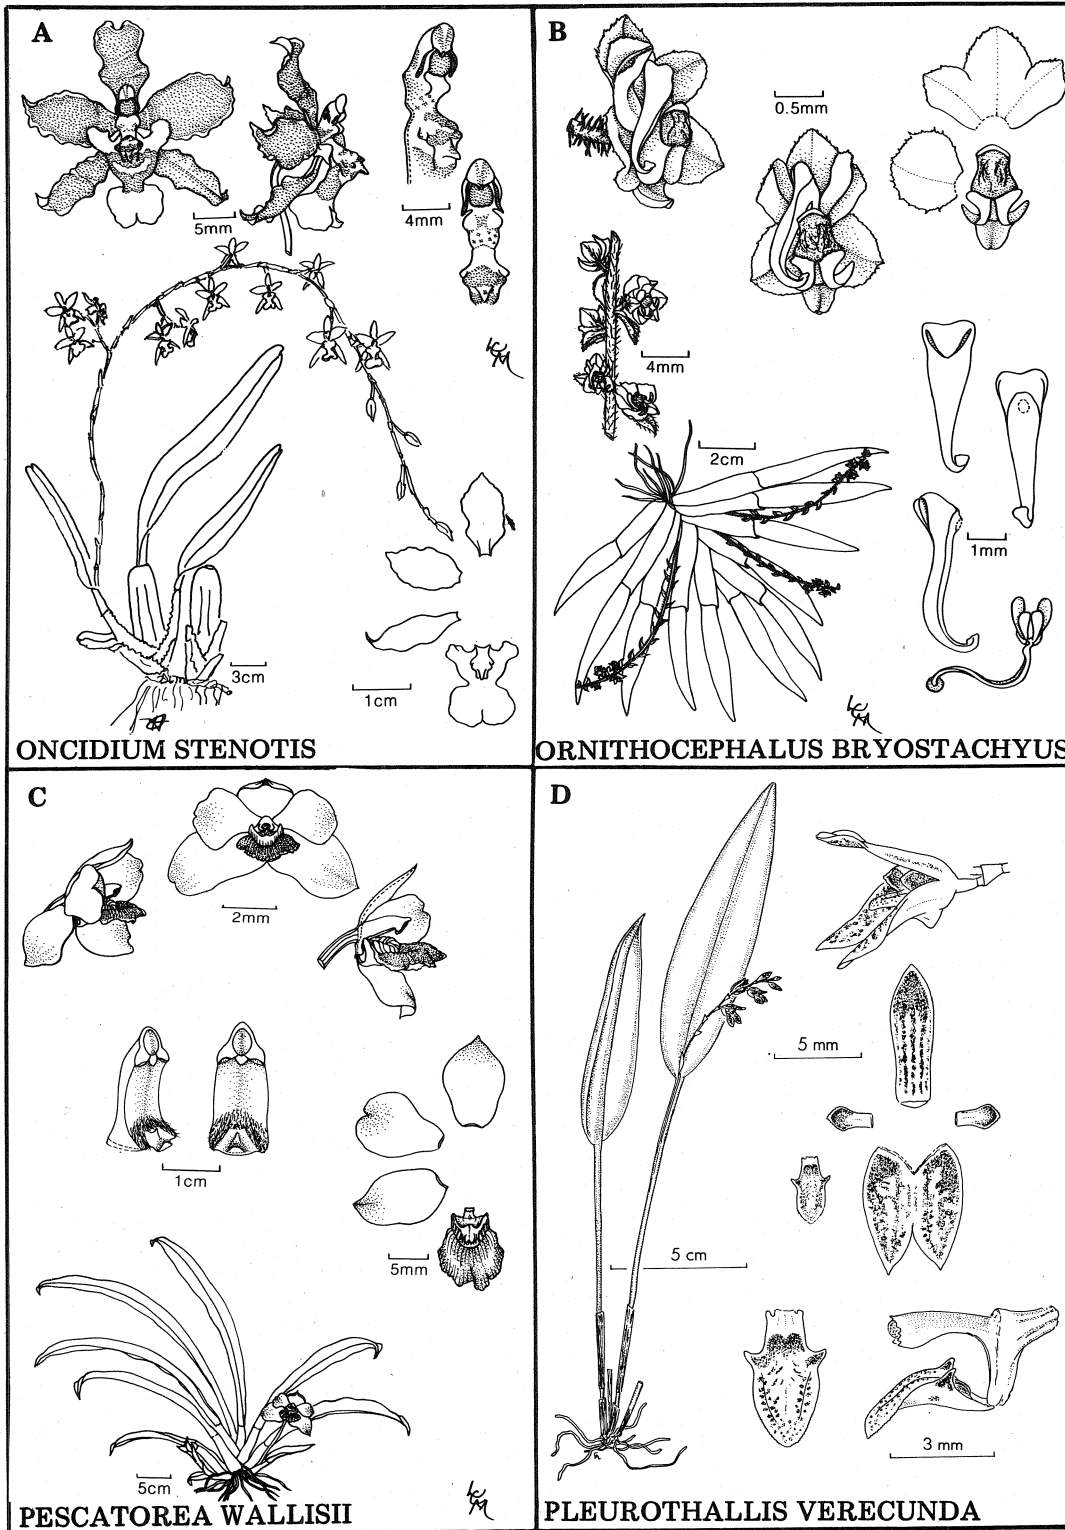 A
5mm
4mm
3cm
1cm
ONCIDIUM STENOTIS
B
0.5mm
4mm
2cm
1mm
ORNITHOCEPHALUS BRYOSTACHYUS
C
2mm
1cm
5mm
5cm
PESCATOREA WALLISII
D
5 mm
5 cm
3 mm
PLEUROTHALLIS VERECUNDA